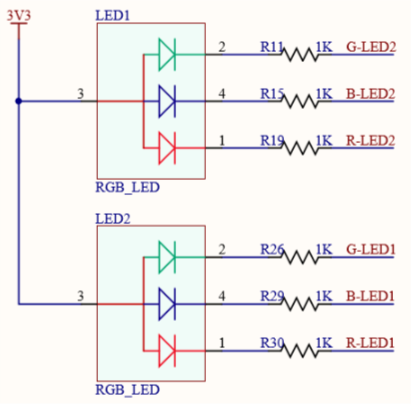 3V3
LED1
2 R11 1K G-LED2
3 4 R15 1K B-LED2
1 R19 1K R-LED2
RGB_LED
LED2
2 R26 1K G-LED1
3 4 R29 1K B-LED1
1 R30 1K R-LED1
RGB_LED